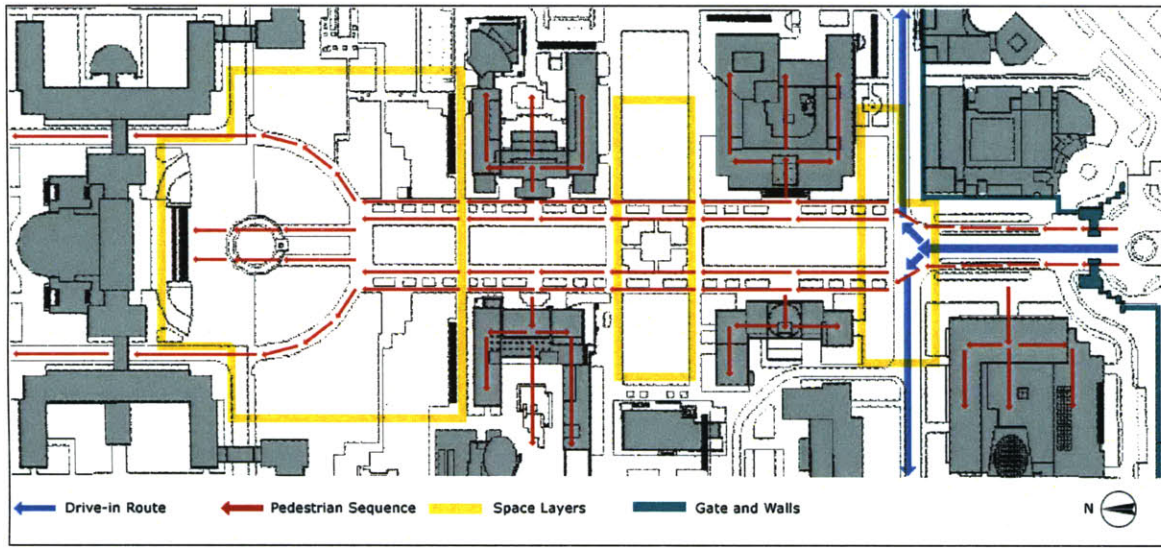 Drive-in Route
Pedestrian Sequence
Space Layers
Gate and Walls
N